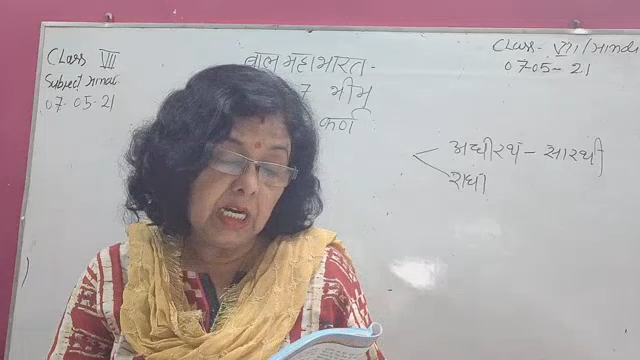 Class VII
Subject Hindi
07-05-21
बाल महाभारत -
7 भीम
कर्ण
Class - VII / Hindi
07-05-21
अधीरथ - सारथी
राधा